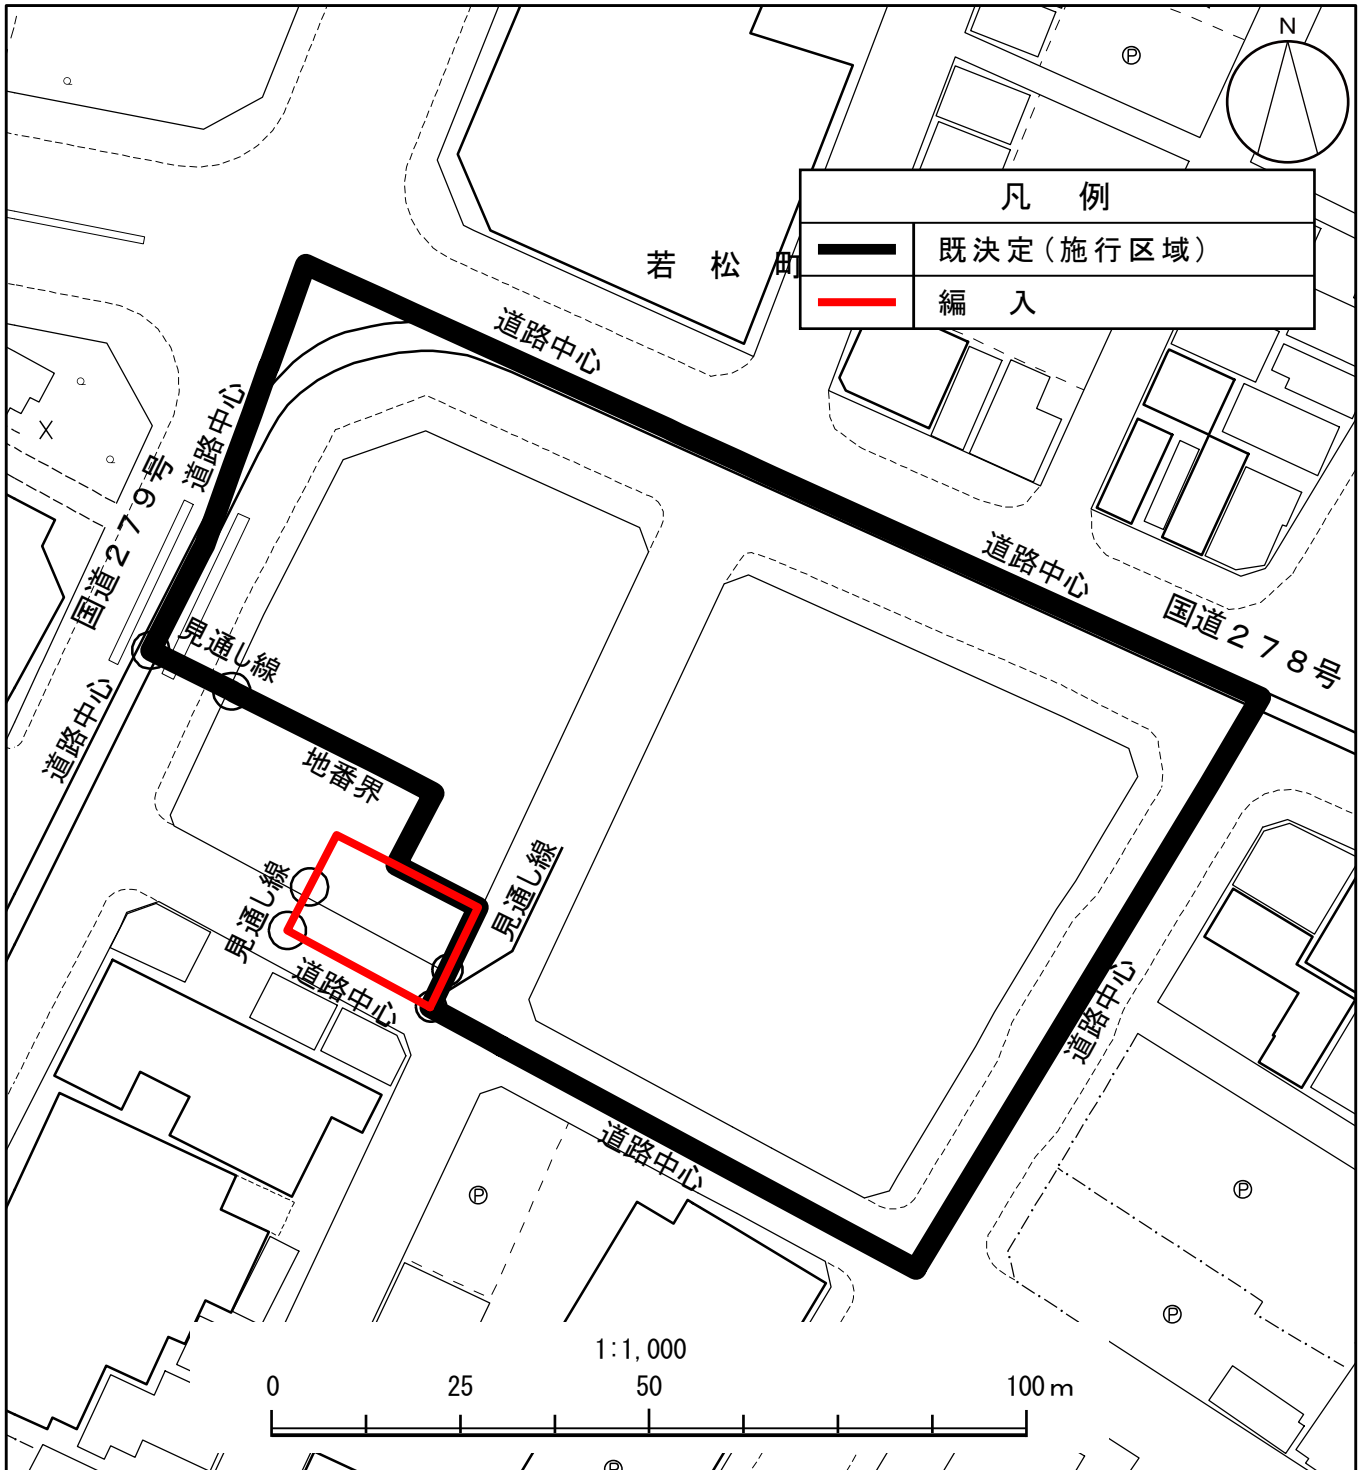 N
Ⓟ
凡 例
既決定(施行区域)
編 入
若 松 町
道路中心
道路中心
国道279号
道路中心
国道278号
見通し線
道路中心
地番界
見通し線
見通し線
道路中心
道路中心
道路中心
Ⓟ
Ⓟ
Ⓟ
1:1,000
0 25 50 100m
Ⓟ